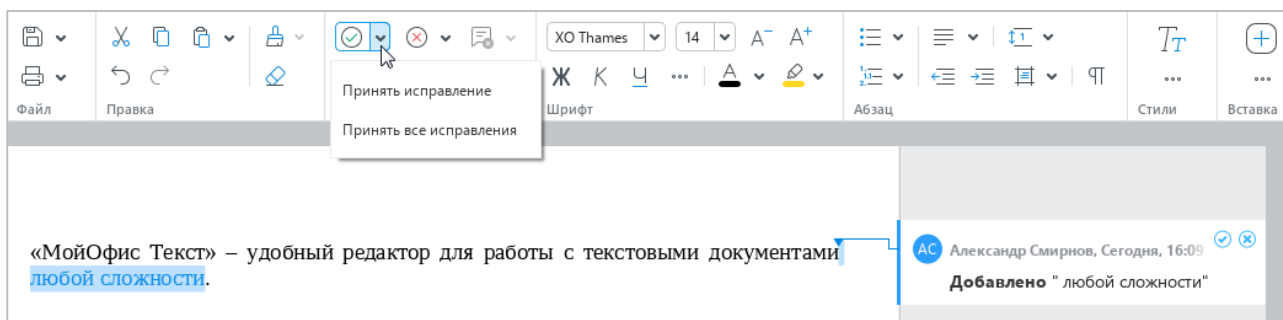 XO Thames
14
A⁻ A⁺
Ж К Ч ··· A
Файл
Правка
Шрифт
Абзац
Стили
Вставка
Принять исправление
Принять все исправления
«МойОфис Текст» – удобный редактор для работы с текстовыми документами
любой сложности.
АС
Александр Смирнов, Сегодня, 16:09
Добавлено " любой сложности"